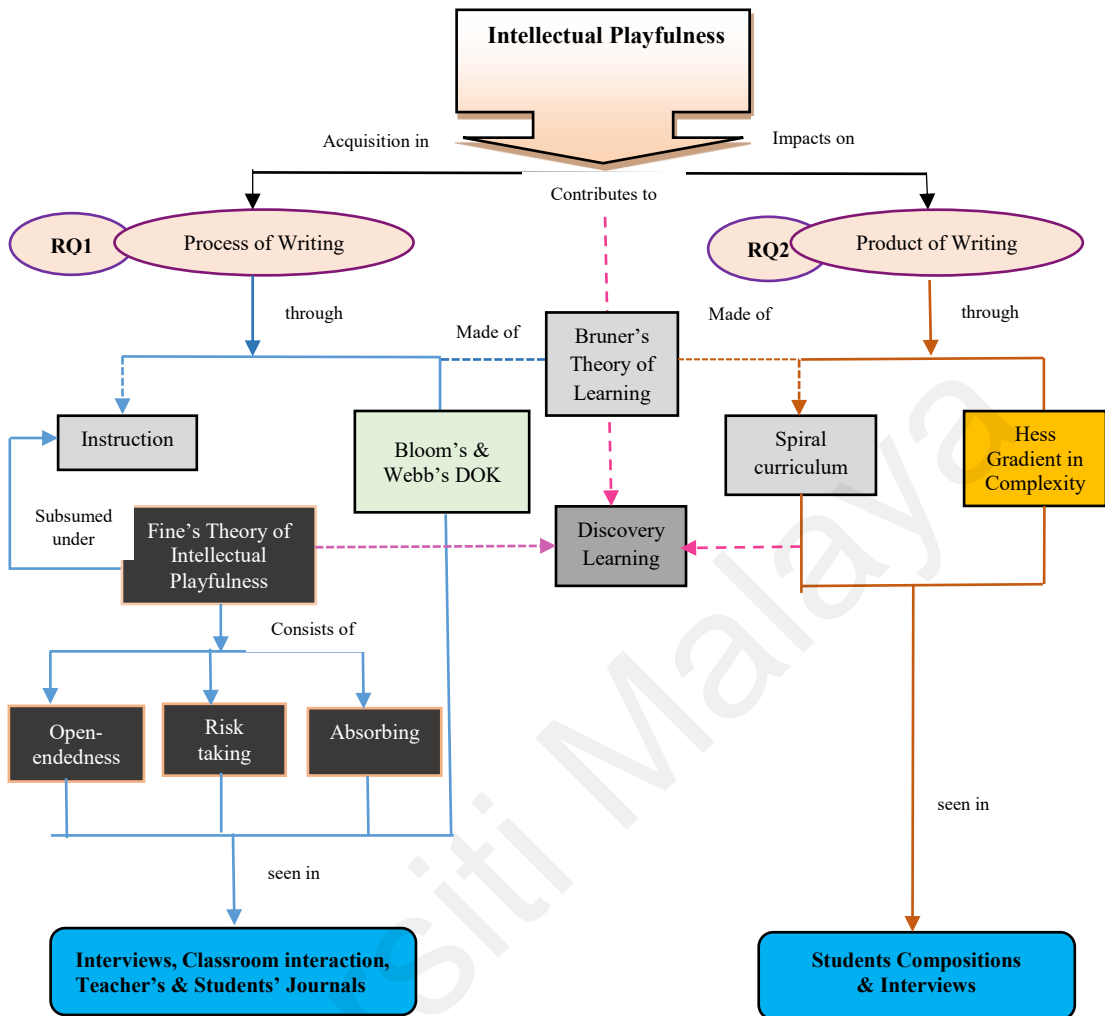 Intellectual Playfulness
Acquisition in
Impacts on
Contributes to
RQ1
Process of Writing
RQ2
Product of Writing
through
Made of
Bruner's
Theory of
Learning
Made of
through
Instruction
Bloom's &
Webb's DOK
Spiral
curriculum
Hess
Gradient in
Complexity
Subsumed
under
Fine's Theory of
Intellectual
Playfulness
Discovery
Learning
Consists of
Open-
endedness
Risk
taking
Absorbing
seen in
seen in
Interviews, Classroom interaction,
Teacher's & Students' Journals
Students Compositions
& Interviews
rsiti Malaya